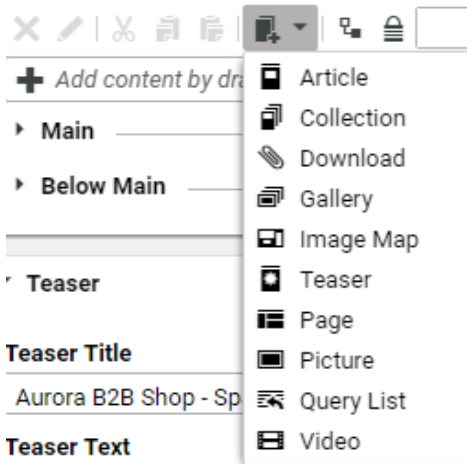 Add content by dra
Main
Below Main
Teaser
Teaser Title
Aurora B2B Shop - Sp
Teaser Text
Article
Collection
Download
Gallery
Image Map
Teaser
Page
Picture
Query List
Video